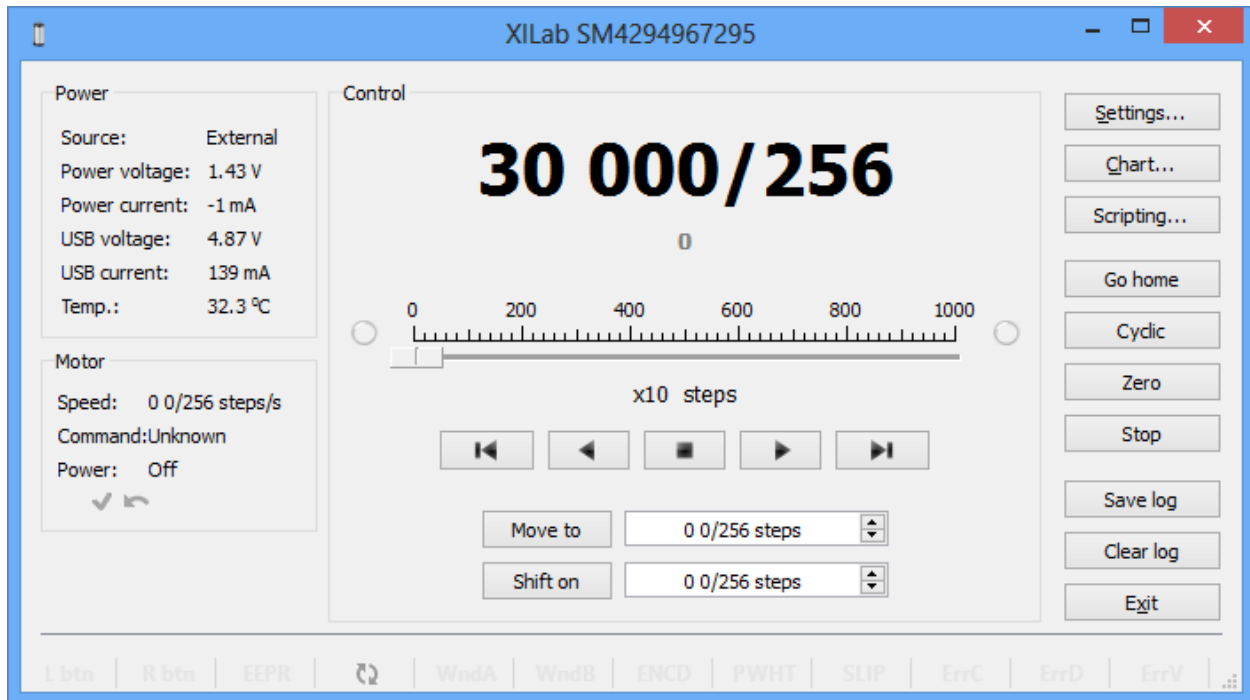 XILab SM4294967295
Power
Source: External
Power voltage: 1.43 V
Power current: -1 mA
USB voltage: 4.87 V
USB current: 139 mA
Temp.: 32.3 ºC
Motor
Speed: 0 0/256 steps/s
Command:Unknown
Power: Off
Control
30 000/256
0
0 200 400 600 800 1000
x10 steps
Move to 0 0/256 steps
Shift on 0 0/256 steps
Settings...
Chart...
Scripting...
Go home
Cyclic
Zero
Stop
Save log
Clear log
Exit
L btn R btn EEPR WndA WndB ENCD PWHT SLIP ErrC ErrD ErrV